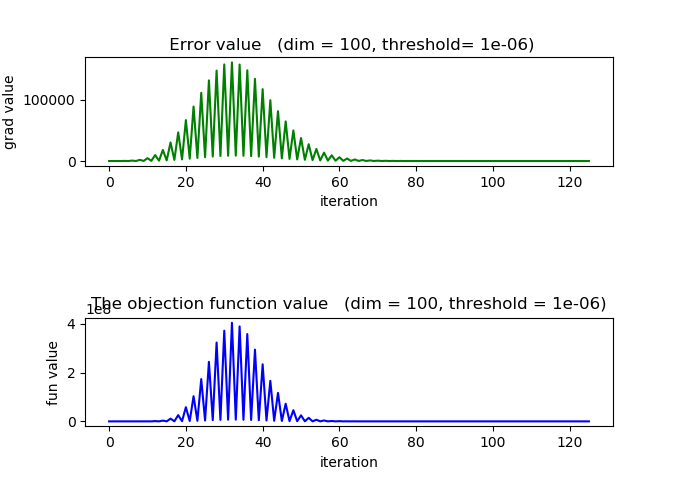 Error value (dim = 100, threshold= 1e-06)
grad value
100000
0
0 20 40 60 80 100 120
iteration
The objection function value (dim = 100, threshold = 1e-06)
1e8
fun value
4
2
0
0 20 40 60 80 100 120
iteration